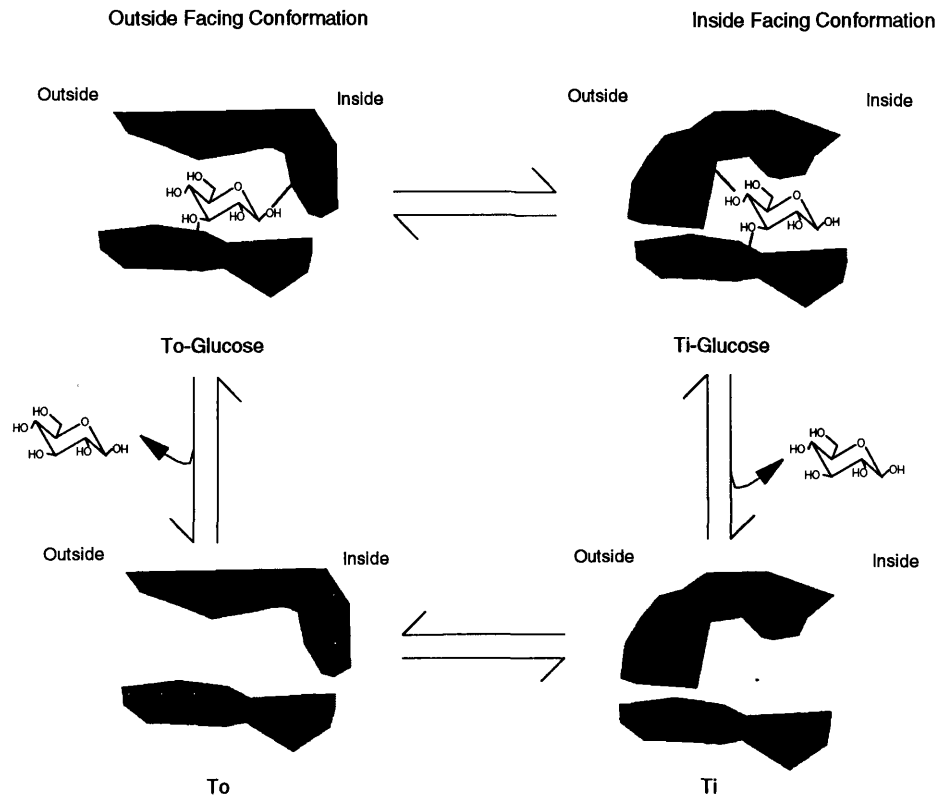 Outside Facing Conformation
Inside Facing Conformation
Outside
Inside
Outside
Inside
HO
HO
O
HO
HO
OH
HO
HO
O
HO
HO
OH
To-Glucose
Ti-Glucose
HO
HO
O
HO
HO
OH
HO
HO
O
HO
HO
OH
Outside
Inside
Outside
Inside
To
Ti